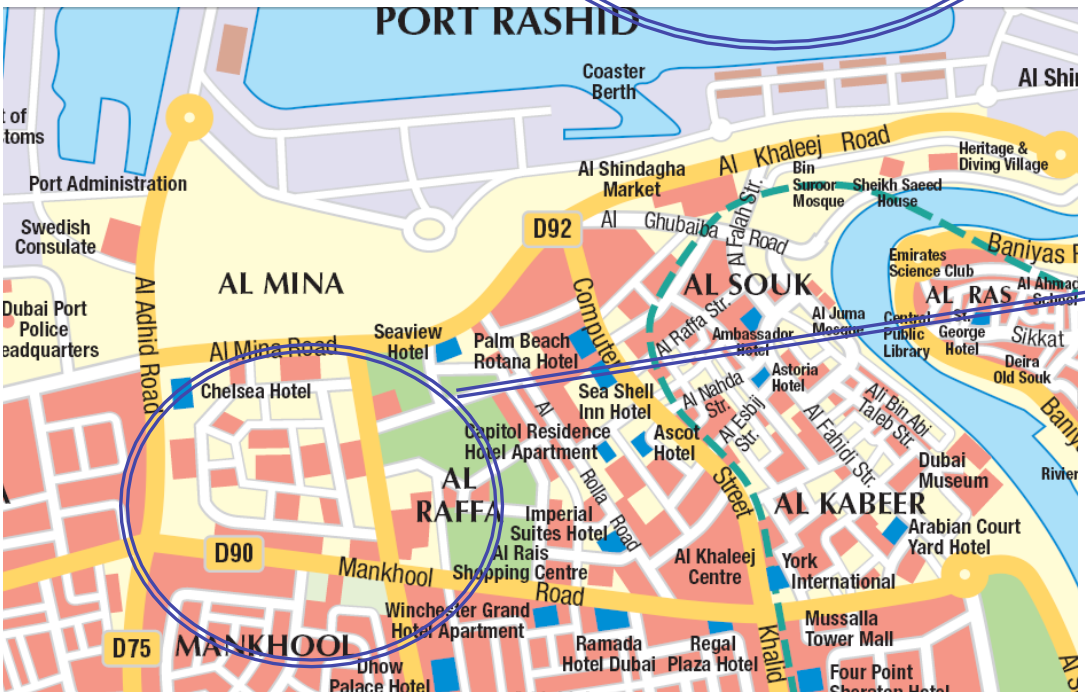 PORT RASHID
Coaster
Berth
Al Shin
t of
toms
Al Khaleej Road
Heritage &
Diving Village
Port Administration
Al Shindagha
Market
Bin
Suroor
Mosque
Sheikh Saeed
House
Swedish
Consulate
D92
Al Ghubaiba Road
Al Falah Str.
Baniyas R
Emirates
Science Club
AL MINA
AL SOUK
Al Ahmad
School
AL RAS
Dubai Port
Police
eadquarters
Al Adhid Road
Computer
Street
Al Raffa Str.
Al Juma
Mosque
Central
Public
Library
St.
George
Hotel
Sikkat
Seaview
Hotel
Palm Beach
Rotana Hotel
Ambassador
Hotel
Al Mina Road
Deira
Old Souk
Chelsea Hotel
Sea Shell
Inn Hotel
Astoria
Hotel
Al Nahda
Str.
Al Esbij
Str.
Ali Bin Abi
Taleb Str.
Al Fahidi Str.
Baniy
Al Rolla Road
Capitol Residence
Hotel Apartment
Ascot
Hotel
Dubai
Museum
Rivier
AL
RAFFA
AL KABEER
Imperial
Suites Hotel
Arabian Court
Yard Hotel
D90
Al Rais
Shopping Centre
Al Khaleej
Centre
York
International
Mankhool
Road
Winchester Grand
Hotel Apartment
Mussalla
Tower Mall
D75
MANKHOOL
Ramada
Hotel Dubai
Regal
Plaza Hotel
Khalid
Dhow
Palace Hotel
Four Point
Sheraton Hotel
Al S